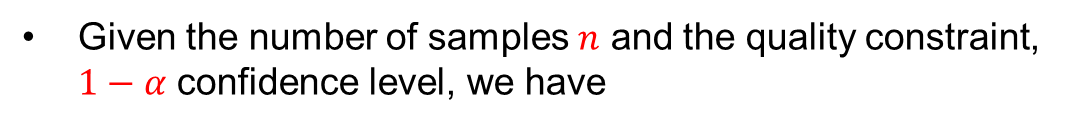 • Given the number of samples n and the quality constraint,
1 − α confidence level, we have